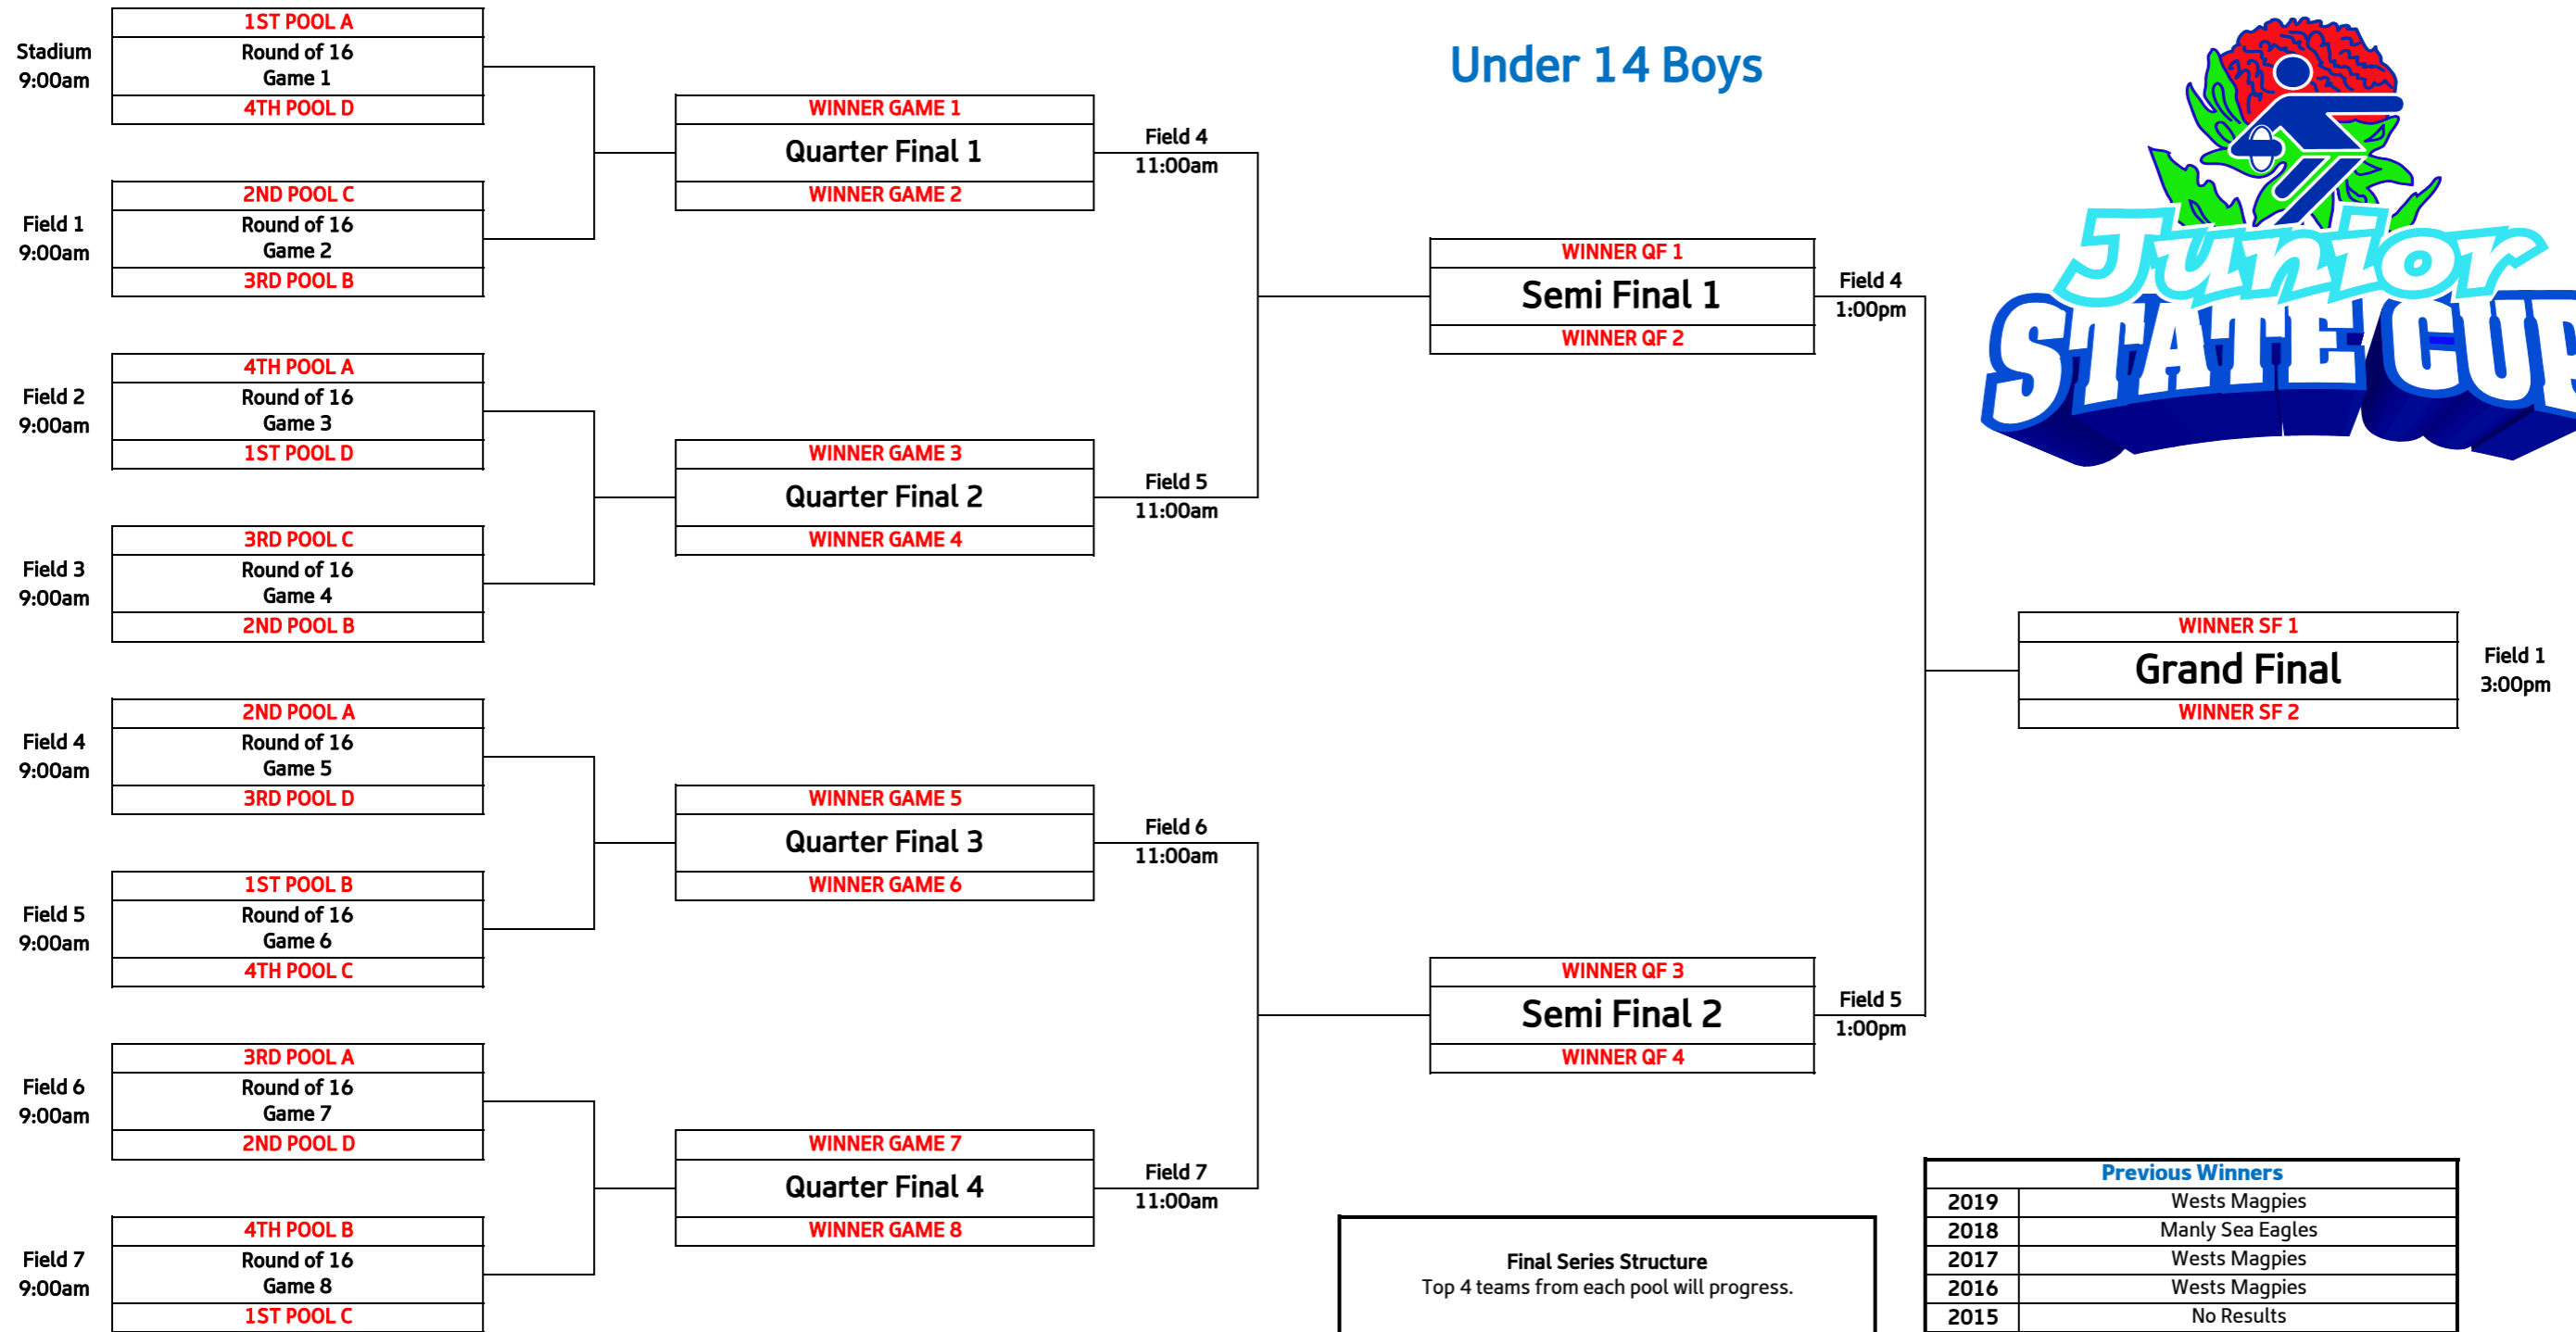 Under 14 Boys
Junior
STATE CUP
Stadium
9:00am
1ST POOL A
Round of 16
Game 1
4TH POOL D
Field 1
9:00am
2ND POOL C
Round of 16
Game 2
3RD POOL B
Field 2
9:00am
4TH POOL A
Round of 16
Game 3
1ST POOL D
Field 3
9:00am
3RD POOL C
Round of 16
Game 4
2ND POOL B
Field 4
9:00am
2ND POOL A
Round of 16
Game 5
3RD POOL D
Field 5
9:00am
1ST POOL B
Round of 16
Game 6
4TH POOL C
Field 6
9:00am
3RD POOL A
Round of 16
Game 7
2ND POOL D
Field 7
9:00am
4TH POOL B
Round of 16
Game 8
1ST POOL C
WINNER GAME 1
Quarter Final 1
WINNER GAME 2
Field 4
11:00am
WINNER GAME 3
Quarter Final 2
WINNER GAME 4
Field 5
11:00am
WINNER GAME 5
Quarter Final 3
WINNER GAME 6
Field 6
11:00am
WINNER GAME 7
Quarter Final 4
WINNER GAME 8
Field 7
11:00am
WINNER QF 1
Semi Final 1
WINNER QF 2
Field 4
1:00pm
WINNER QF 3
Semi Final 2
WINNER QF 4
Field 5
1:00pm
WINNER SF 1
Grand Final
WINNER SF 2
Field 1
3:00pm
Final Series Structure
Top 4 teams from each pool will progress.
Previous Winners
2019 Wests Magpies
2018 Manly Sea Eagles
2017 Wests Magpies
2016 Wests Magpies
2015 No Results